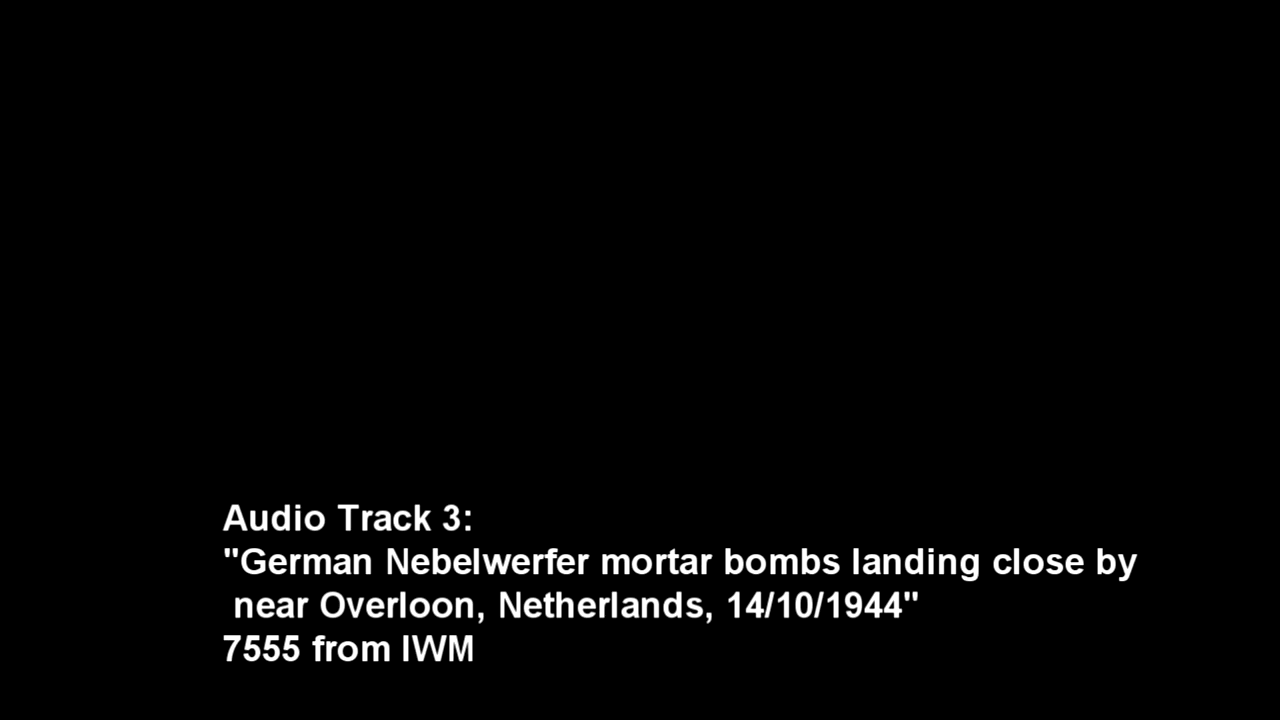 Audio Track 3:
"German Nebelwerfer mortar bombs landing close by
near Overloon, Netherlands, 14/10/1944"
7555 from IWM